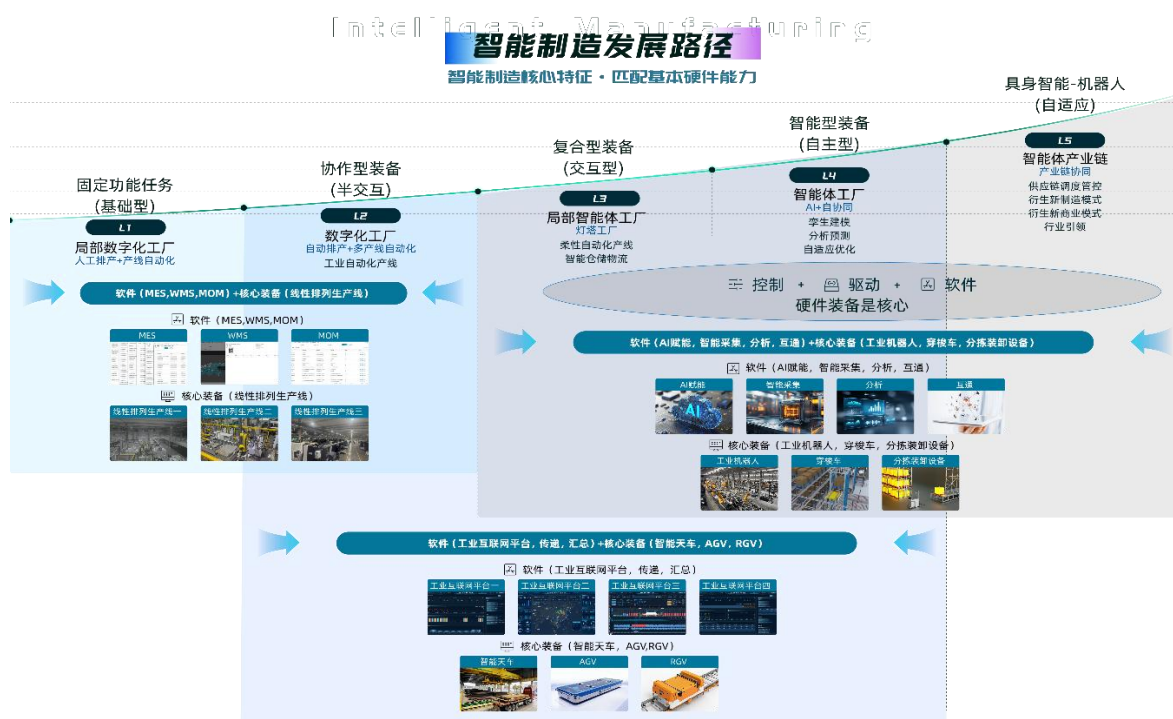 Intelligent Manufacturing
智能制造发展路径
智能制造核心特征·匹配基本硬件能力
固定功能任务
(基础型)
L1
局部数字化工厂
人工排产+产线自动化
协作型装备
(半交互)
L2
数字化工厂
自动排产+多产线自动化
工业自动化产线
复合型装备
(交互型)
L3
局部智能体工厂
灯塔工厂
柔性自动化产线
智能仓储物流
智能型装备
(自主型)
L4
智能体工厂
AI+自协同
孪生建模
分析预测
自适应优化
具身智能-机器人
(自适应)
L5
智能体产业链
产业链协同
供应链调度管控
衍生新制造模式
衍生新商业模式
行业引领
控制 + 驱动 + 软件
硬件装备是核心
软件（MES,WMS,MOM）+核心装备（线性排列生产线）
软件（MES,WMS,MOM）
MES
WMS
MOM
核心装备（线性排列生产线）
线性排列生产线一
线性排列生产线二
线性排列生产线三
软件（AI赋能，智能采集，分析，互通）+核心装备（工业机器人，穿梭车，分拣装卸设备）
软件（AI赋能，智能采集，分析，互通）
AI赋能
智能采集
分析
互通
AI
核心装备（工业机器人，穿梭车，分拣装卸设备）
工业机器人
穿梭车
分拣装卸设备
软件（工业互联网平台，传递，汇总）+核心装备（智能天车，AGV，RGV）
软件（工业互联网平台，传递，汇总）
工业互联网平台一
工业互联网平台二
工业互联网平台三
工业互联网平台四
核心装备（智能天车，AGV,RGV）
智能天车
AGV
RGV